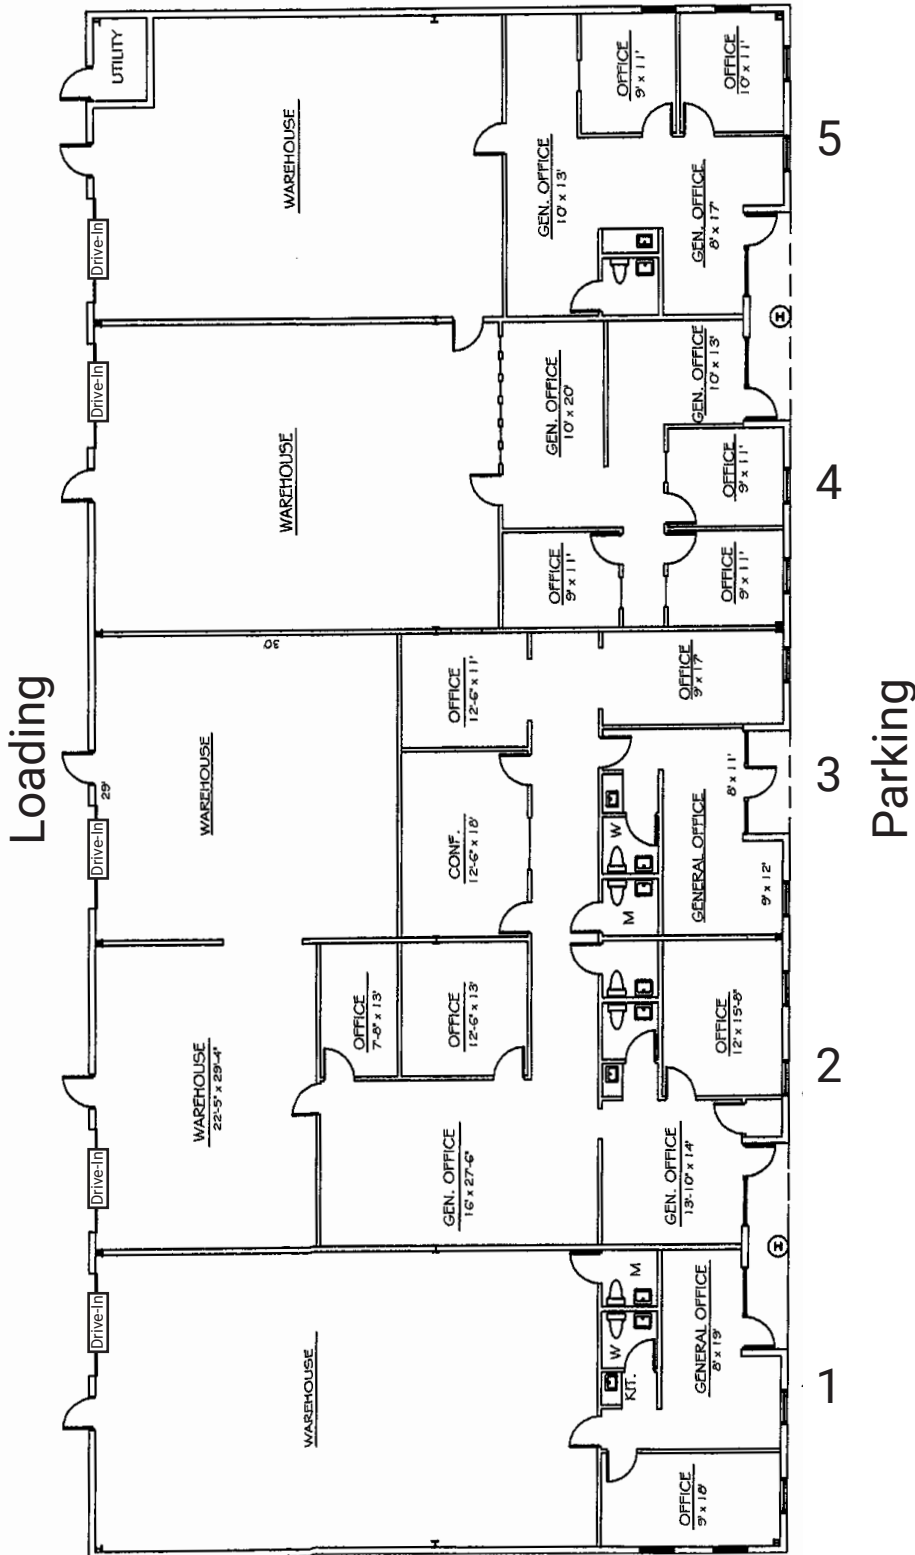 UTILITY
WAREHOUSE
OFFICE
9' x 11'
OFFICE
10' x 11'
GEN. OFFICE
10' x 13'
GEN. OFFICE
8' x 17'
Drive-In
5
Drive-In
WAREHOUSE
GEN. OFFICE
10' x 20'
GEN. OFFICE
10' x 13'
OFFICE
9' x 11'
OFFICE
9' x 11'
OFFICE
9' x 11'
4
Loading
Parking
30'
29'
WAREHOUSE
Drive-In
OFFICE
12'-6" x 11'
OFFICE
9' x 17'
CONF.
12'-6" x 18'
W
M
GENERAL OFFICE
8' x 11'
9' x 12'
3
WAREHOUSE
22'-5" x 29'-4"
OFFICE
7'-8" x 13'
OFFICE
12'-6" x 13'
OFFICE
12' x 15'-8"
GEN. OFFICE
16' x 27'-6"
GEN. OFFICE
13'-10" x 14'
Drive-In
2
Drive-In
WAREHOUSE
M
W
KIT.
GENERAL OFFICE
8' x 19'
OFFICE
9' x 18'
1